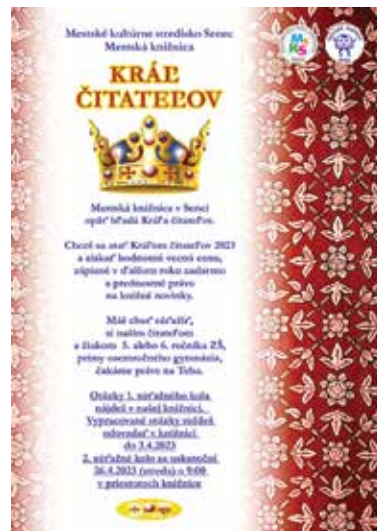 Mestské kultúrne stredisko Senec
Mestská knižnica
KRÁĽ
ČITATEĽOV
Mestská knižnica v Senci
opäť hľadá Kráľa čitateľov.
Chceš sa stať Kráľom čitateľov 2023
a získať hodnotnú vecnú cenu,
zápisné v ďalšom roku zadarmo
a prednostné právo
na knižné novinky.
Máš chuť súťažiť,
si naším čitateľom
a žiakom 5. alebo 6. ročníka ZŠ,
prímy osemročného gymnázia,
čakáme práve na Teba.
Otázky 1. súťažného kola
nájdeš v našej knižnici.
Vypracované otázky môžeš
odovzdať v knižnici
do 3.4.2023
2. súťažné kolo sa uskutoční
26.4.2023 (streda) o 9:00
v priestoroch knižnice